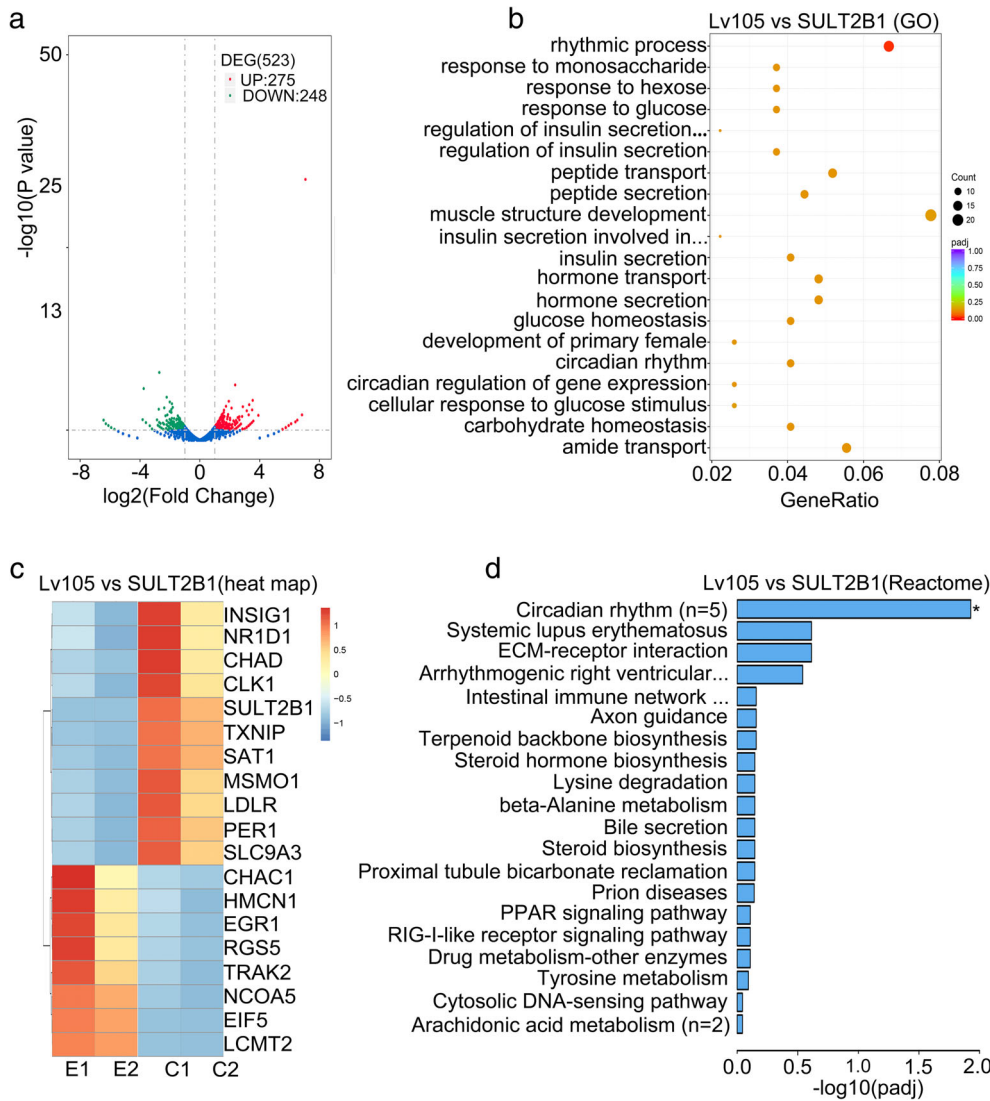 a
-log10(P value)
50
25
13
DEG(523)
UP:275
DOWN:248
-8
-4
0
4
8
log2(Fold Change)
b
Lv105 vs SULT2B1 (GO)
rhythmic process
response to monosaccharide
response to hexose
response to glucose
regulation of insulin secretion...
regulation of insulin secretion
peptide transport
peptide secretion
muscle structure development
insulin secretion involved in...
insulin secretion
hormone transport
hormone secretion
glucose homeostasis
development of primary female
circadian rhythm
circadian regulation of gene expression
cellular response to glucose stimulus
carbohydrate homeostasis
amide transport
0.02
0.04
0.06
0.08
GeneRatio
Count
10
15
20
padj
1.00
0.75
0.50
0.25
0.00
c
Lv105 vs SULT2B1(heat map)
INSIG1
NR1D1
CHAD
CLK1
SULT2B1
TXNIP
SAT1
MSMO1
LDLR
PER1
SLC9A3
CHAC1
HMCN1
EGR1
RGS5
TRAK2
NCOA5
EIF5
LCMT2
E1
E2
C1
C2
1
0.5
0
−0.5
−1
d
Lv105 vs SULT2B1(Reactome)
Circadian rhythm (n=5)
*
Systemic lupus erythematosus
ECM-receptor interaction
Arrhythmogenic right ventricular...
Intestinal immune network ...
Axon guidance
Terpenoid backbone biosynthesis
Steroid hormone biosynthesis
Lysine degradation
beta-Alanine metabolism
Bile secretion
Steroid biosynthesis
Proximal tubule bicarbonate reclamation
Prion diseases
PPAR signaling pathway
RIG-I-like receptor signaling pathway
Drug metabolism-other enzymes
Tyrosine metabolism
Cytosolic DNA-sensing pathway
Arachidonic acid metabolism (n=2)
0.0
0.5
1.0
1.5
2.0
-log10(padj)